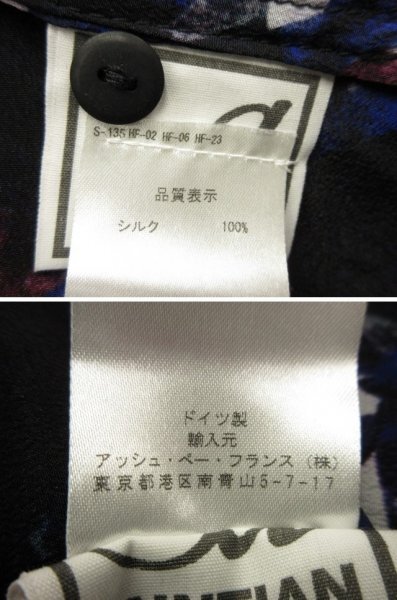 S-135 HF-02 HF-06 HF-23
品質表示
シルク 100%
ドイツ製
輸入元
アッシュ・ペー・フランス(株)
東京都港区南青山5-7-17